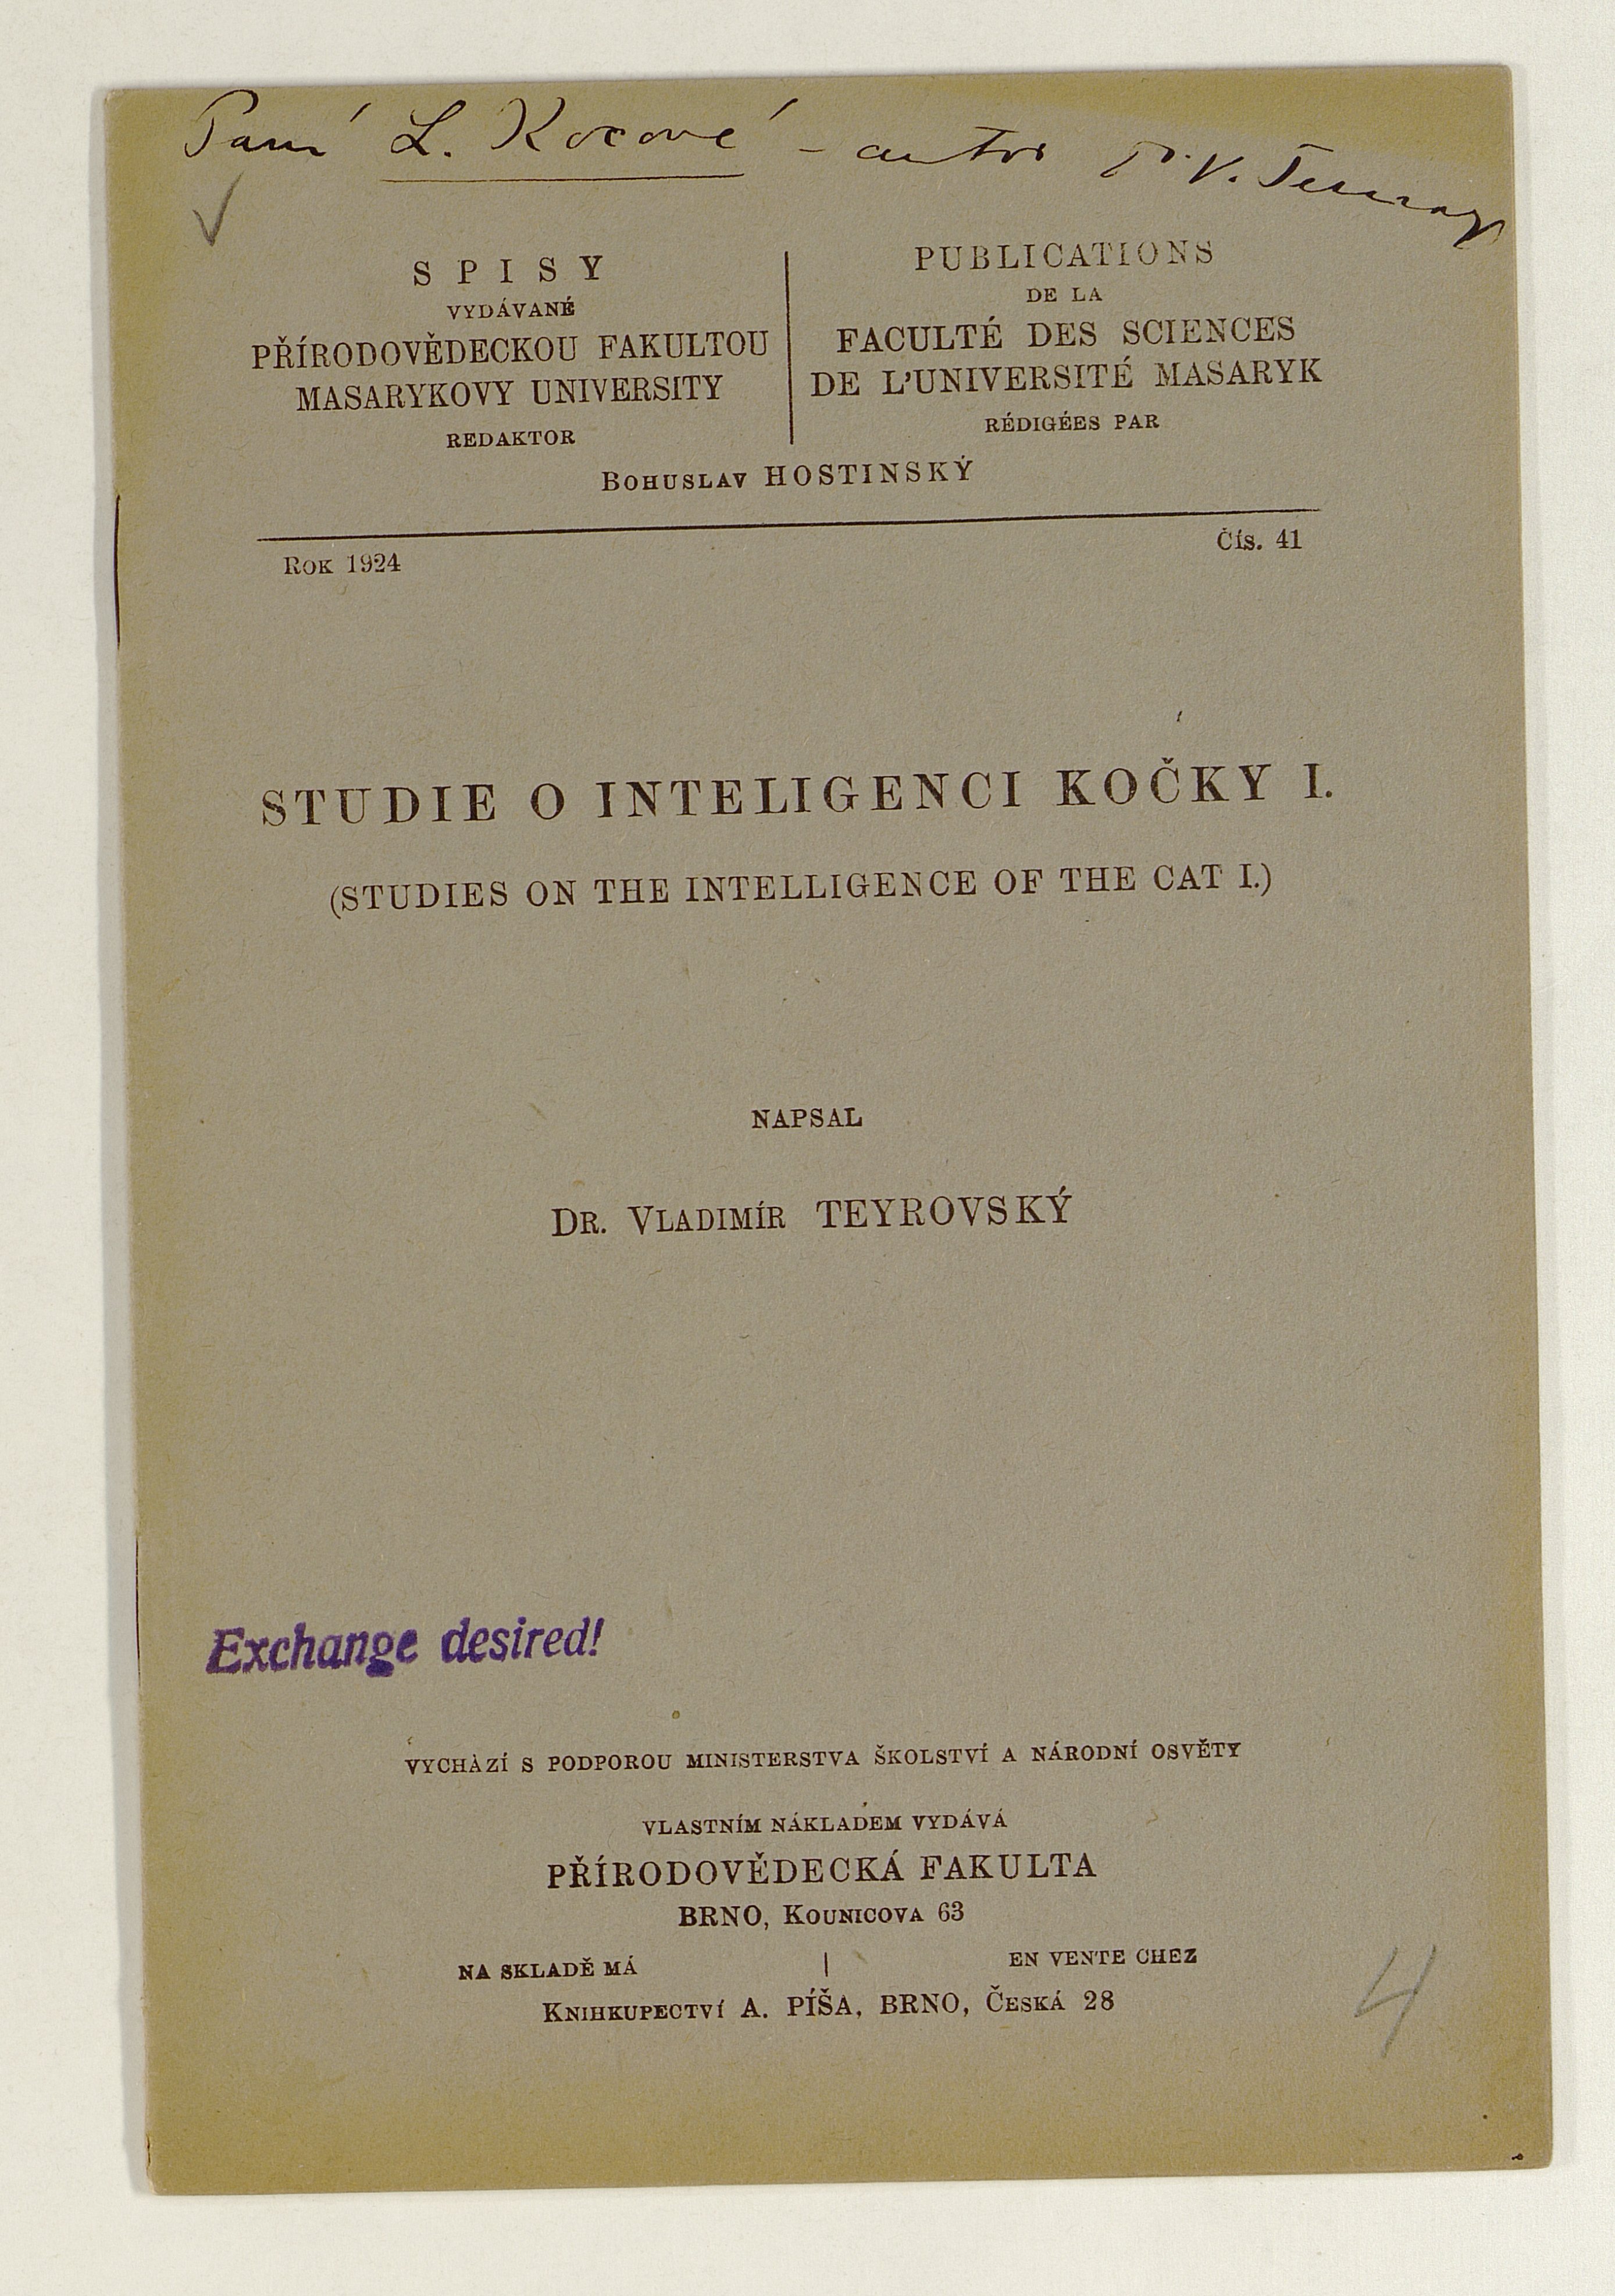 Paní L. Kocové - autor Dr. V.
SPISY
VYDÁVANÉ
PŘÍRODOVĚDECKOU FAKULTOU
MASARYKOVY UNIVERSITY
REDAKTOR
PUBLICATIONS
DE LA
FACULTÉ DES SCIENCES
DE L'UNIVERSITÉ MASARYK
RÉDIGÉES PAR
BOHUSLAV HOSTINSKÝ
ROK 1924
Čís. 41
STUDIE O INTELIGENCI KOČKY I.
(STUDIES ON THE INTELLIGENCE OF THE CAT I.)
NAPSAL
DR. VLADIMÍR TEYROVSKÝ
Exchange desired!
VYCHÀZÍ S PODPOROU MINISTERSTVA ŠKOLSTVÍ A NÁRODNÍ OSVĚTY
VLASTNÍM NÁKLADEM VYDÁVÁ
PŘÍRODOVĚDECKÁ FAKULTA
BRNO, KOUNICOVA 63
NA SKLADĚ MÁ
EN VENTE CHEZ
KNIHKUPECTVÍ A. PÍŠA, BRNO, ČESKÁ 28
4